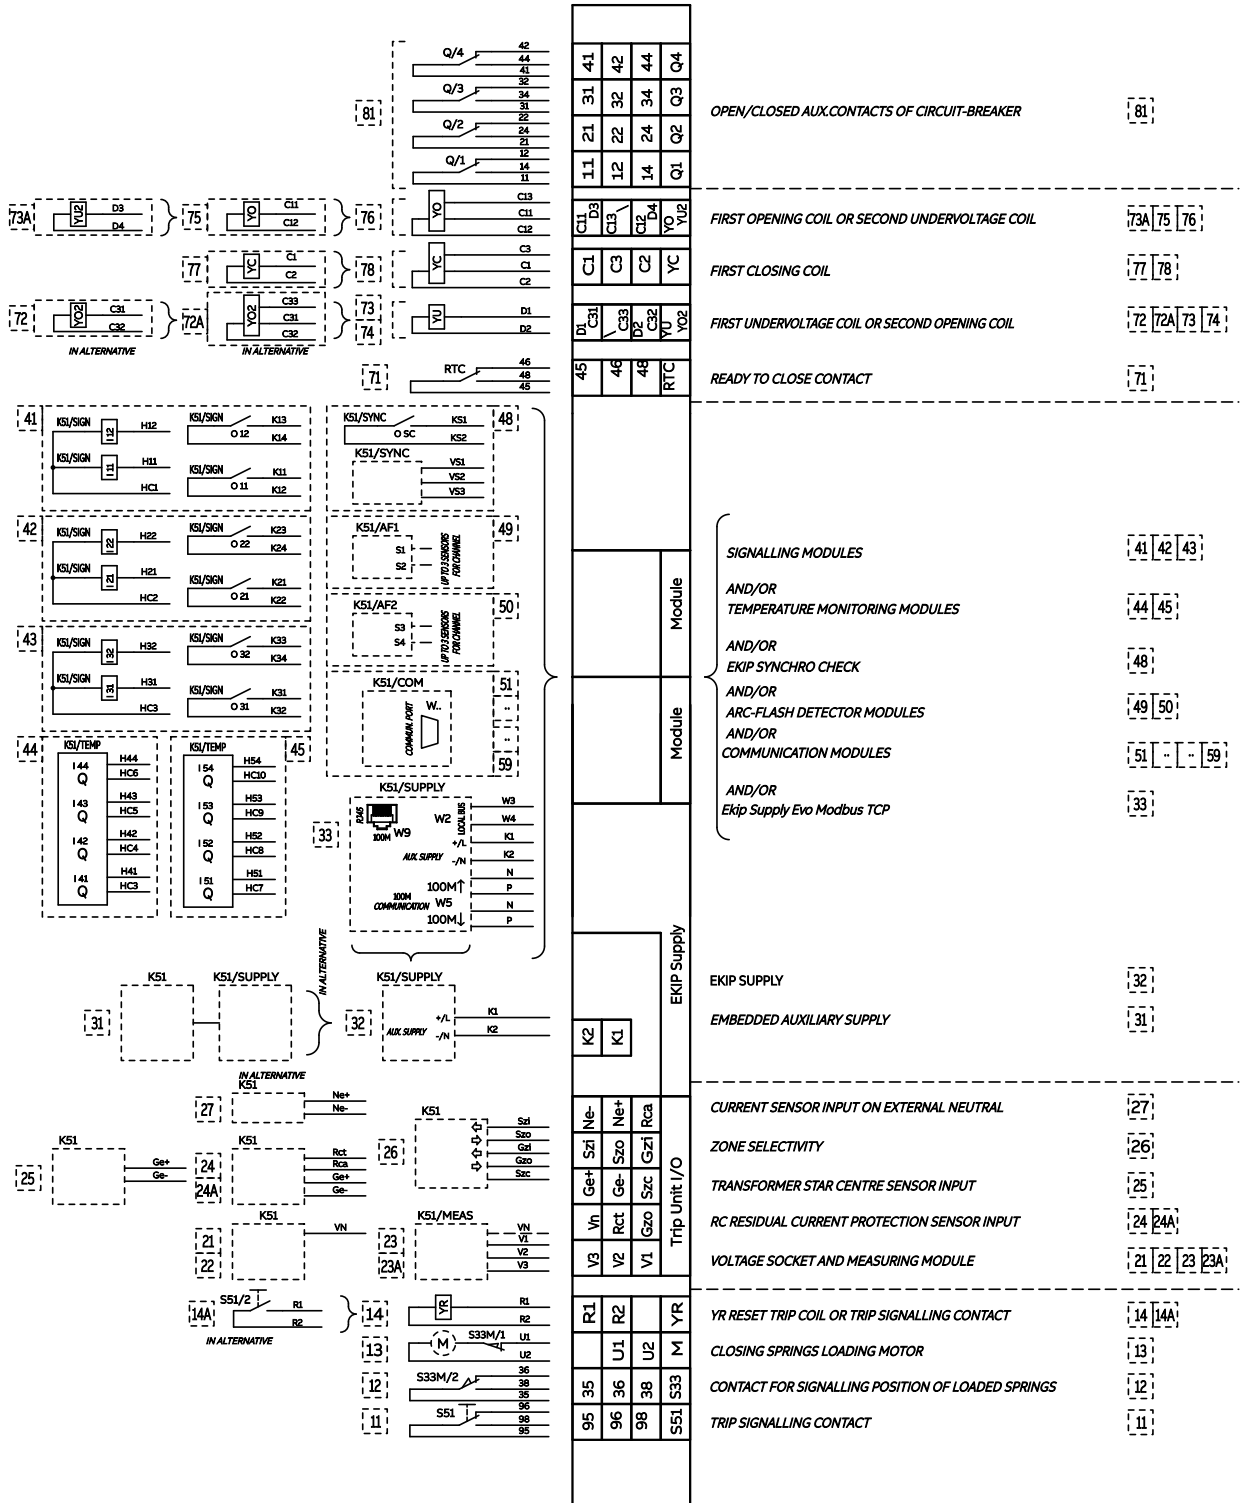 Q/4
42
44
41
Q/3
32
34
31
Q/2
22
24
21
Q/1
12
14
11
81
41 42 44 Q4
31 32 34 Q3
21 22 24 Q2
11 12 14 Q1
OPEN/CLOSED AUX.CONTACTS OF CIRCUIT-BREAKER
81
73A
YU2
D3
D4
75
YO
C11
C12
76
YO
C13
C11
C12
C11 D3
C13
C12 D4
YO YU2
FIRST OPENING COIL OR SECOND UNDERVOLTAGE COIL
73A 75 76
77
YC
C1
C2
78
YC
C3
C1
C2
C1 C3 C2 YC
FIRST CLOSING COIL
77 78
72
YO2
C31
C32
IN ALTERNATIVE
72A
YO2
C33
C31
C32
IN ALTERNATIVE
73
74
YU
D1
D2
D1 C31
C33
D2 C32
YU YO2
FIRST UNDERVOLTAGE COIL OR SECOND OPENING COIL
72 72A 73 74
71
RTC
46
48
45
45 46 48 RTC
READY TO CLOSE CONTACT
71
41
K51/SIGN
I 12
H12
K51/SIGN
I 11
H11
HC1
K51/SIGN
O 12
K13
K14
K51/SIGN
O 11
K11
K12
48
K51/SYNC
O SC
KS1
KS2
K51/SYNC
VS1
VS2
VS3
42
K51/SIGN
I 22
H22
K51/SIGN
I 21
H21
HC2
K51/SIGN
O 22
K23
K24
K51/SIGN
O 21
K21
K22
49
K51/AF1
S1
S2
UP TO 3 SENSORS
FOR CHANNEL
50
K51/AF2
S3
S4
UP TO 3 SENSORS
FOR CHANNEL
43
K51/SIGN
I 32
H32
K51/SIGN
I 31
H31
HC3
K51/SIGN
O 32
K33
K34
K51/SIGN
O 31
K31
K32
51
..
..
59
K51/COM
W..
COMMUN. PORT
44
K51/TEMP
I 44
Q
H44
HC6
I 43
Q
H43
HC5
I 42
Q
H42
HC4
I 41
Q
H41
HC3
45
K51/TEMP
I 54
Q
H54
HC10
I 53
Q
H53
HC9
I 52
Q
H52
HC8
I 51
Q
H51
HC7
33
K51/SUPPLY
RJ45
100M
W9
W2
LOCAL BUS
W3
W4
AUX. SUPPLY
+/L
-/N
K1
K2
100M
100M
COMMUNICATION
W5
100M
N
P
N
P
Module
Module
SIGNALLING MODULES
41 42 43
AND/OR
TEMPERATURE MONITORING MODULES
44 45
AND/OR
EKIP SYNCHRO CHECK
48
AND/OR
ARC-FLASH DETECTOR MODULES
49 50
AND/OR
COMMUNICATION MODULES
51 .. .. 59
AND/OR
Ekip Supply Evo Modbus TCP
33
IN ALTERNATIVE
31
K51
K51/SUPPLY
32
K51/SUPPLY
AUX. SUPPLY
+/L
-/N
K1
K2
K2 K1
EKIP Supply
EKIP SUPPLY
32
EMBEDDED AUXILIARY SUPPLY
31
IN ALTERNATIVE
27
K51
Ne+
Ne-
25
K51
Ge+
Ge-
24
24A
K51
Rct
Rca
Ge+
Ge-
26
K51
Szi
Szo
Gzi
Gzo
Szc
21
22
K51
VN
23
23A
K51/MEAS
VN
V1
V2
V3
Ne- Ne+ Rca
Szi Szo Gzi
Ge+ Ge- Szc
Vn Rct Gzo
V3 V2 V1
Trip Unit I/O
CURRENT SENSOR INPUT ON EXTERNAL NEUTRAL
27
ZONE SELECTIVITY
26
TRANSFORMER STAR CENTRE SENSOR INPUT
25
RC RESIDUAL CURRENT PROTECTION SENSOR INPUT
24 24A
VOLTAGE SOCKET AND MEASURING MODULE
21 22 23 23A
14A
S51/2
R1
R2
IN ALTERNATIVE
14
YR
R1
R2
R1 R2 YR
YR RESET TRIP COIL OR TRIP SIGNALLING CONTACT
14 14A
13
M
S33M/1
U1
U2
U1 U2 M
CLOSING SPRINGS LOADING MOTOR
13
12
S33M/2
36
38
35
35 36 38 S33
CONTACT FOR SIGNALLING POSITION OF LOADED SPRINGS
12
11
S51
96
98
95
95 96 98 S51
TRIP SIGNALLING CONTACT
11